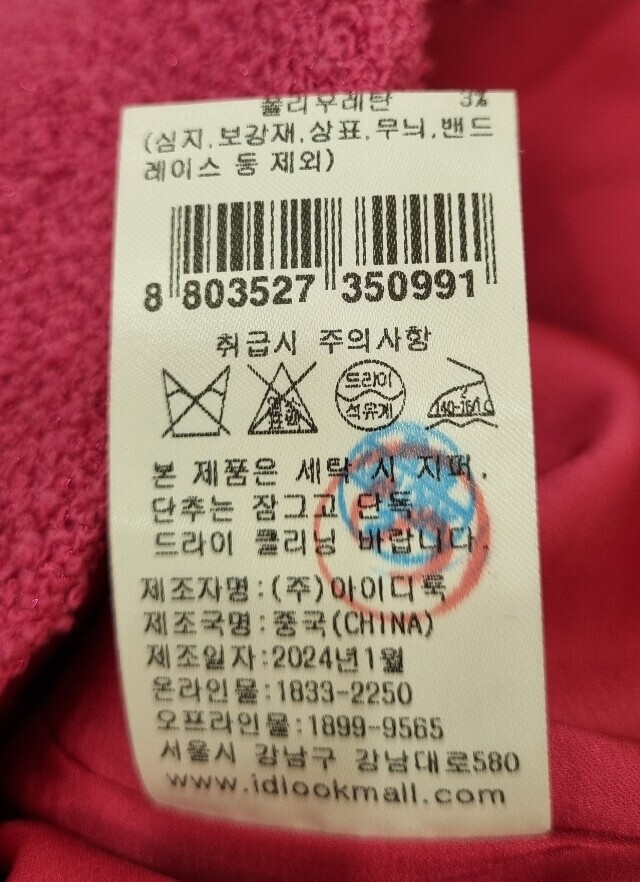 폴리우레탄 3%
(심지,보강재,상표,무늬,밴드
레이스 등 제외)
8 803527 350991
취급시 주의사항
드라이
석유계
140-160℃
본 제품은 세탁 시 지퍼,
단추는 잠그고 단독
드라이 클리닝 바랍니다.
제조자명:(주)아이디룩
제조국명:중국(CHINA)
제조일자:2024년1월
온라인몰:1833-2250
오프라인몰:1899-9565
서울시 강남구 강남대로580
www.idlookmall.com